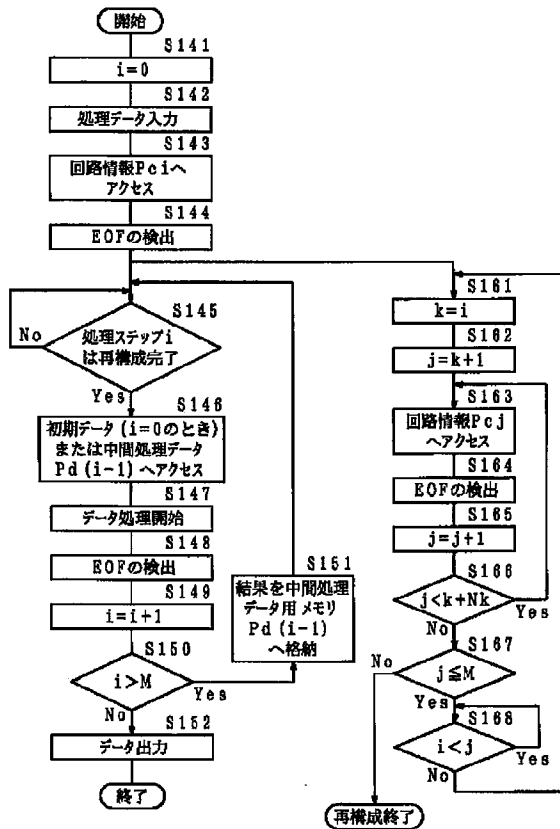 開始
S141
i=0
S142
処理データ入力
S143
回路情報Pciへ
アクセス
S144
EOFの検出
S145
No
処理ステップi
は再構成完了
Yes
S146
初期データ(i=0のとき)
または中間処理データ
Pd(i-1)へアクセス
S147
データ処理開始
S148
EOFの検出
S149
i=i+1
S150
i>M
Yes
No
S151
結果を中間処理
データ用メモリ
Pd(i-1)
へ格納
S152
データ出力
終了
S161
k=i
S162
j=k+1
S163
回路情報Pcj
へアクセス
S164
EOFの検出
S165
j=j+1
S166
j<k+Nk
Yes
No
S167
No
j≦M
Yes
S168
i<j
Yes
No
再構成終了